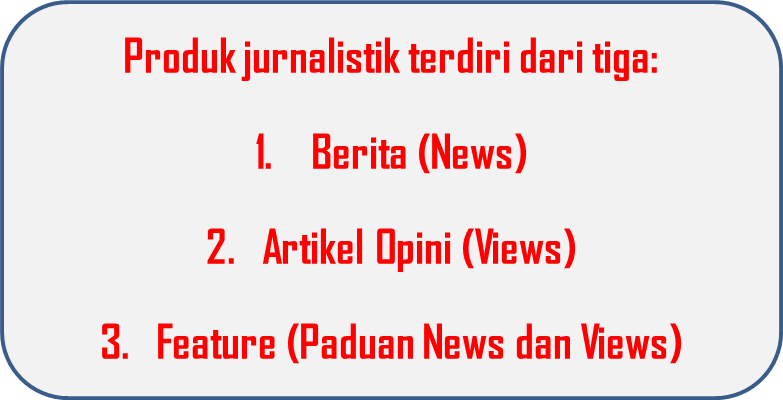 Produk jurnalistik terdiri dari tiga:
1. Berita (News)
2. Artikel Opini (Views)
3. Feature (Paduan News dan Views)